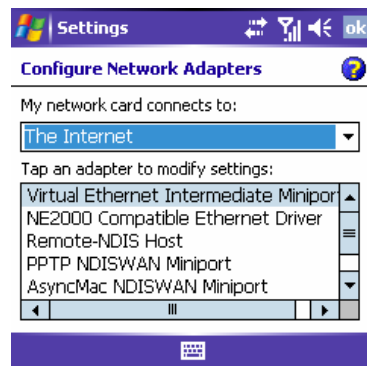 Settings
ok
Configure Network Adapters
?
My network card connects to:
The Internet
Tap an adapter to modify settings:
Virtual Ethernet Intermediate Minipor
NE2000 Compatible Ethernet Driver
Remote-NDIS Host
PPTP NDISWAN Miniport
AsyncMac NDISWAN Miniport